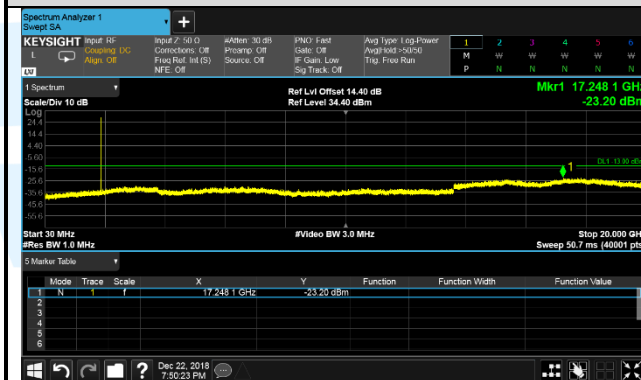 Spectrum Analyzer 1
Swept SA
+
KEYSIGHT Input: RF Input Z: 50 Ω #Atten: 30 dB PNO: Fast Avg Type: Log-Power 1 2 3 4 5 6
L Coupling: DC Corrections: Off Preamp: Off Gate: Off Avg|Hold:>50/50 M W W W W W
Align: Off Freq Ref: Int (S) Source: Off IF Gain: Low Trig: Free Run P N N N N N
NFE: Off Sig Track: Off
LXI
1 Spectrum Ref Lvl Offset 14.40 dB Mkr1 17.248 1 GHz
Scale/Div 10 dB Ref Level 34.40 dBm -23.20 dBm
Log
24.4
14.4
4.40
-5.60
DL1 -13.00 dBm
-15.6
1
-25.6
-35.6
-45.6
-55.6
Start 30 MHz #Video BW 3.0 MHz Stop 20.000 GHz
#Res BW 1.0 MHz Sweep 50.7 ms (40001 pts)
5 Marker Table
Mode Trace Scale X Y Function Function Width Function Value
1 N 1 f 17.248 1 GHz -23.20 dBm
2
3
4
5
6
? Dec 22, 2018
7:50:23 PM